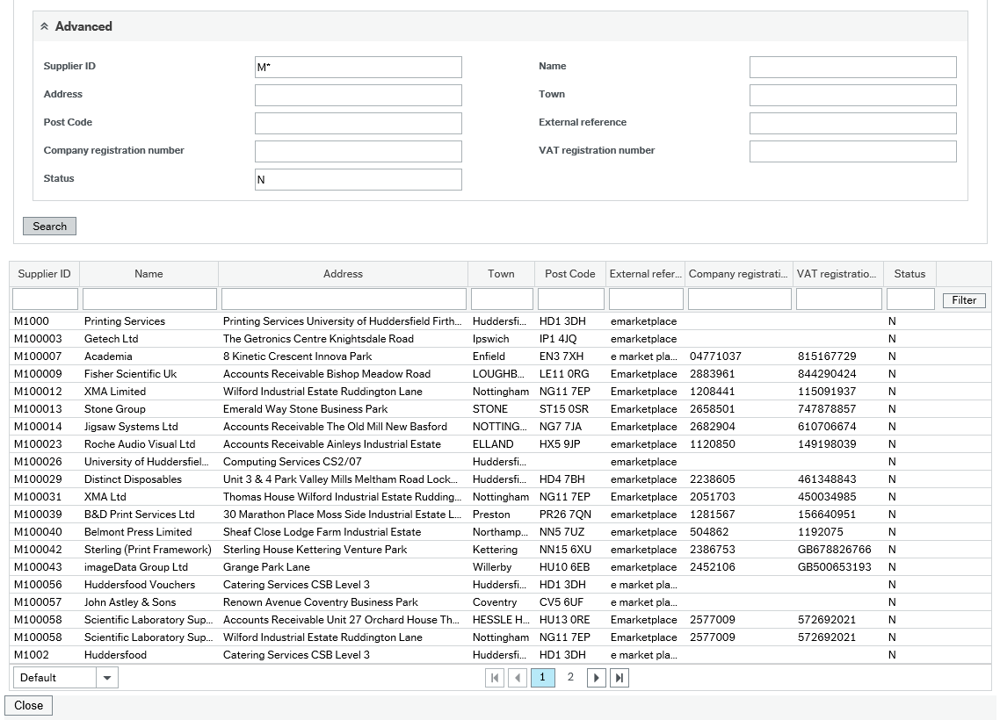 Advanced
Supplier ID M* Name
Address Town
Post Code External reference
Company registration number VAT registration number
Status N
Search
Supplier ID Name Address Town Post Code External refer... Company registrati... VAT registratio... Status
Filter
M1000 Printing Services Printing Services University of Huddersfield Firth... Huddersfi... HD1 3DH emarketplace N
M100003 Getech Ltd The Getronics Centre Knightsdale Road Ipswich IP1 4JQ emarketplace N
M100007 Academia 8 Kinetic Crescent Innova Park Enfield EN3 7XH e market pla... 04771037 815167729 N
M100009 Fisher Scientific Uk Accounts Receivable Bishop Meadow Road LOUGHB... LE11 0RG Emarketplace 2883961 844290424 N
M100012 XMA Limited Wilford Industrial Estate Ruddington Lane Nottingham NG11 7EP Emarketplace 1208441 115091937 N
M100013 Stone Group Emerald Way Stone Business Park STONE ST15 0SR Emarketplace 2658501 747878857 N
M100014 Jigsaw Systems Ltd Accounts Receivable The Old Mill New Basford NOTTING... NG7 7JA Emarketplace 2682904 610706674 N
M100023 Roche Audio Visual Ltd Accounts Receivable Ainleys Industrial Estate ELLAND HX5 9JP Emarketplace 1120850 149198039 N
M100026 University of Huddersfiel... Computing Services CS2/07 Huddersfi... emarketplace N
M100029 Distinct Disposables Unit 3 & 4 Park Valley Mills Meltham Road Lock... Huddersfi... HD4 7BH emarketplace 2238605 461348843 N
M100031 XMA Ltd Thomas House Wilford Industrial Estate Rudding... Nottingham NG11 7EP Emarketplace 2051703 450034985 N
M100039 B&D Print Services Ltd 30 Marathon Place Moss Side Industrial Estate L... Preston PR26 7QN emarketplace 1281567 156640951 N
M100040 Belmont Press Limited Sheaf Close Lodge Farm Industrial Estate Northamp... NN5 7UZ emarketplace 504862 1192075 N
M100042 Sterling (Print Framework) Sterling House Kettering Venture Park Kettering NN15 6XU emarketplace 2386753 GB678826766 N
M100043 imageData Group Ltd Grange Park Lane Willerby HU10 6EB emarketplace 2452106 GB500653193 N
M100056 Huddersfood Vouchers Catering Services CSB Level 3 Huddersfi... HD1 3DH e market pla... N
M100057 John Astley & Sons Renown Avenue Coventry Business Park Coventry CV5 6UF e market pla... N
M100058 Scientific Laboratory Sup... Accounts Receivable Unit 27 Orchard House Th... HESSLE H... HU13 0RE Emarketplace 2577009 572692021 N
M100058 Scientific Laboratory Sup... Wilford Industrial Estate Ruddington Lane Nottingham NG11 7EP Emarketplace 2577009 572692021 N
M1002 Huddersfood Catering Services CSB Level 3 Huddersfi... HD1 3DH e market pla... N
Default 1 2
Close